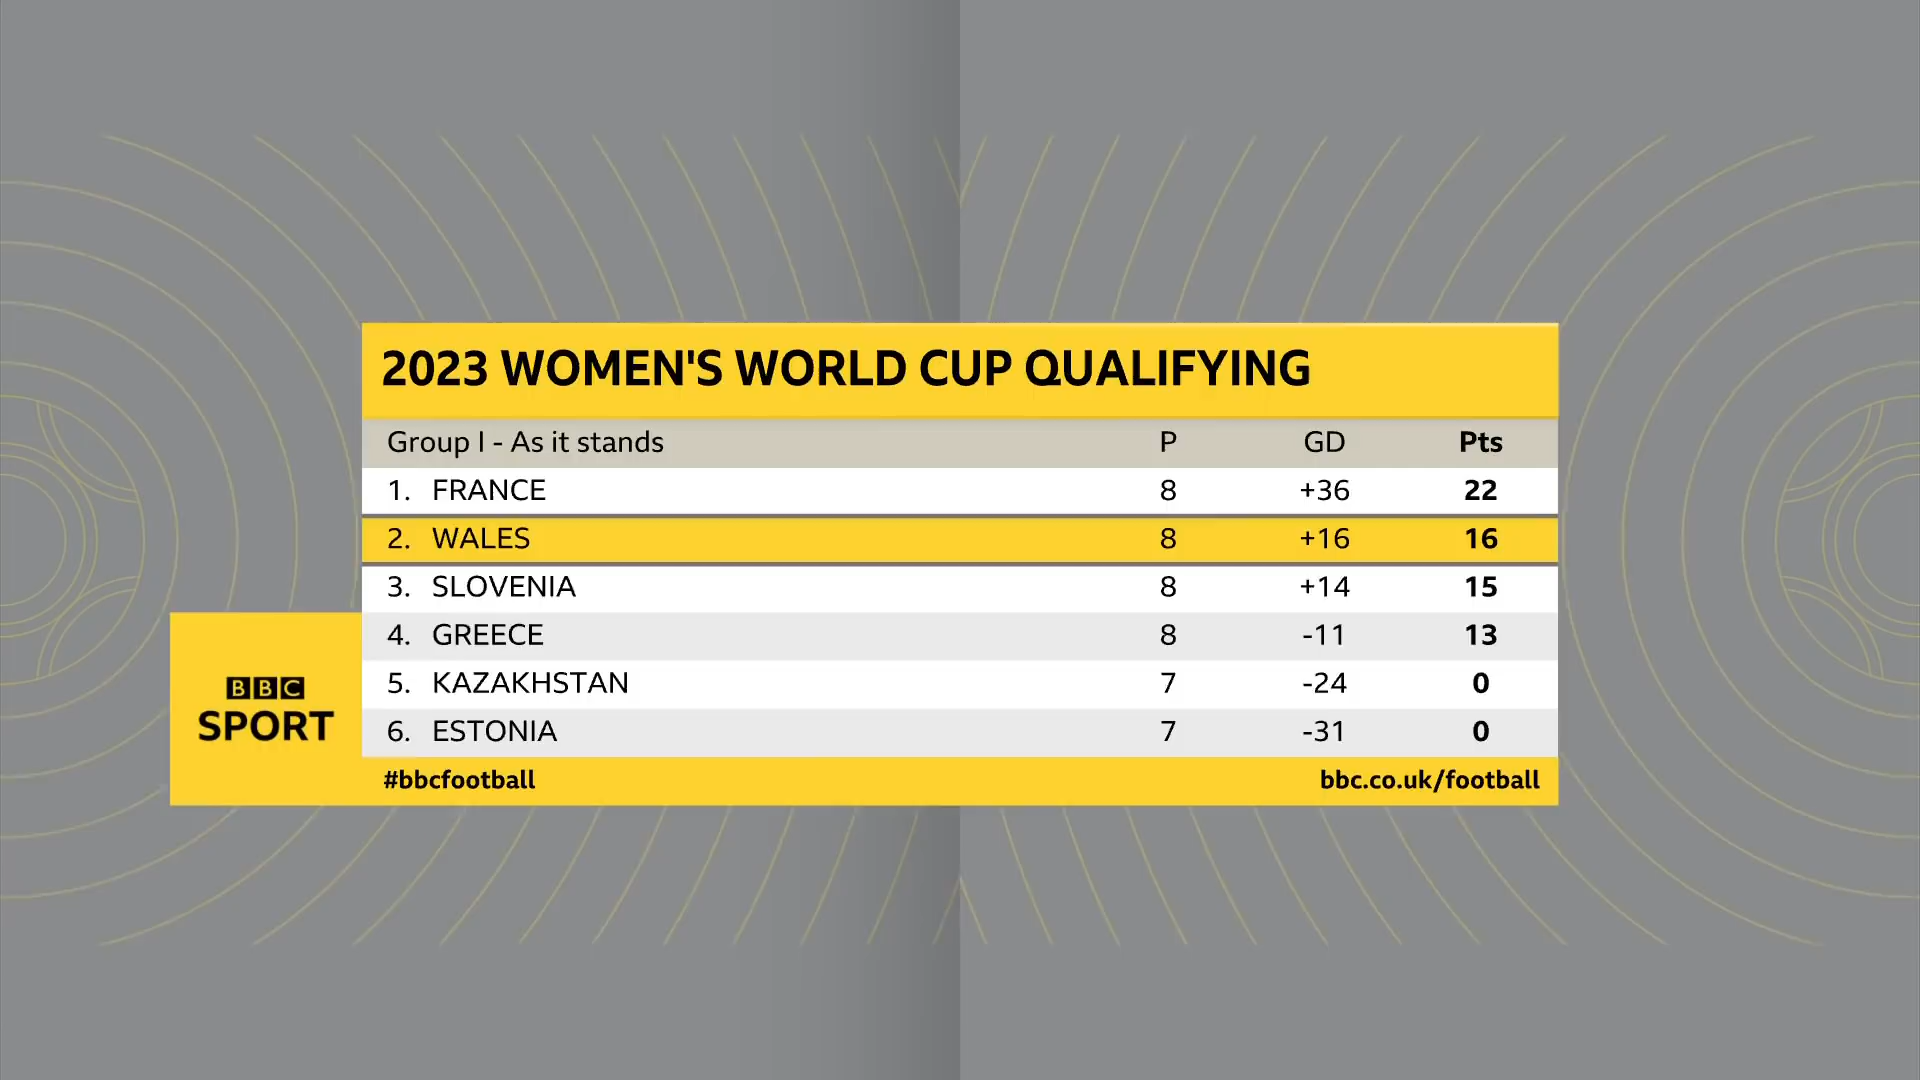 2023 WOMEN'S WORLD CUP QUALIFYING
Group I - As it stands P GD Pts
1. FRANCE 8 +36 22
2. WALES 8 +16 16
3. SLOVENIA 8 +14 15
4. GREECE 8 -11 13
5. KAZAKHSTAN 7 -24 0
6. ESTONIA 7 -31 0
BBC
SPORT
#bbcfootball bbc.co.uk/football